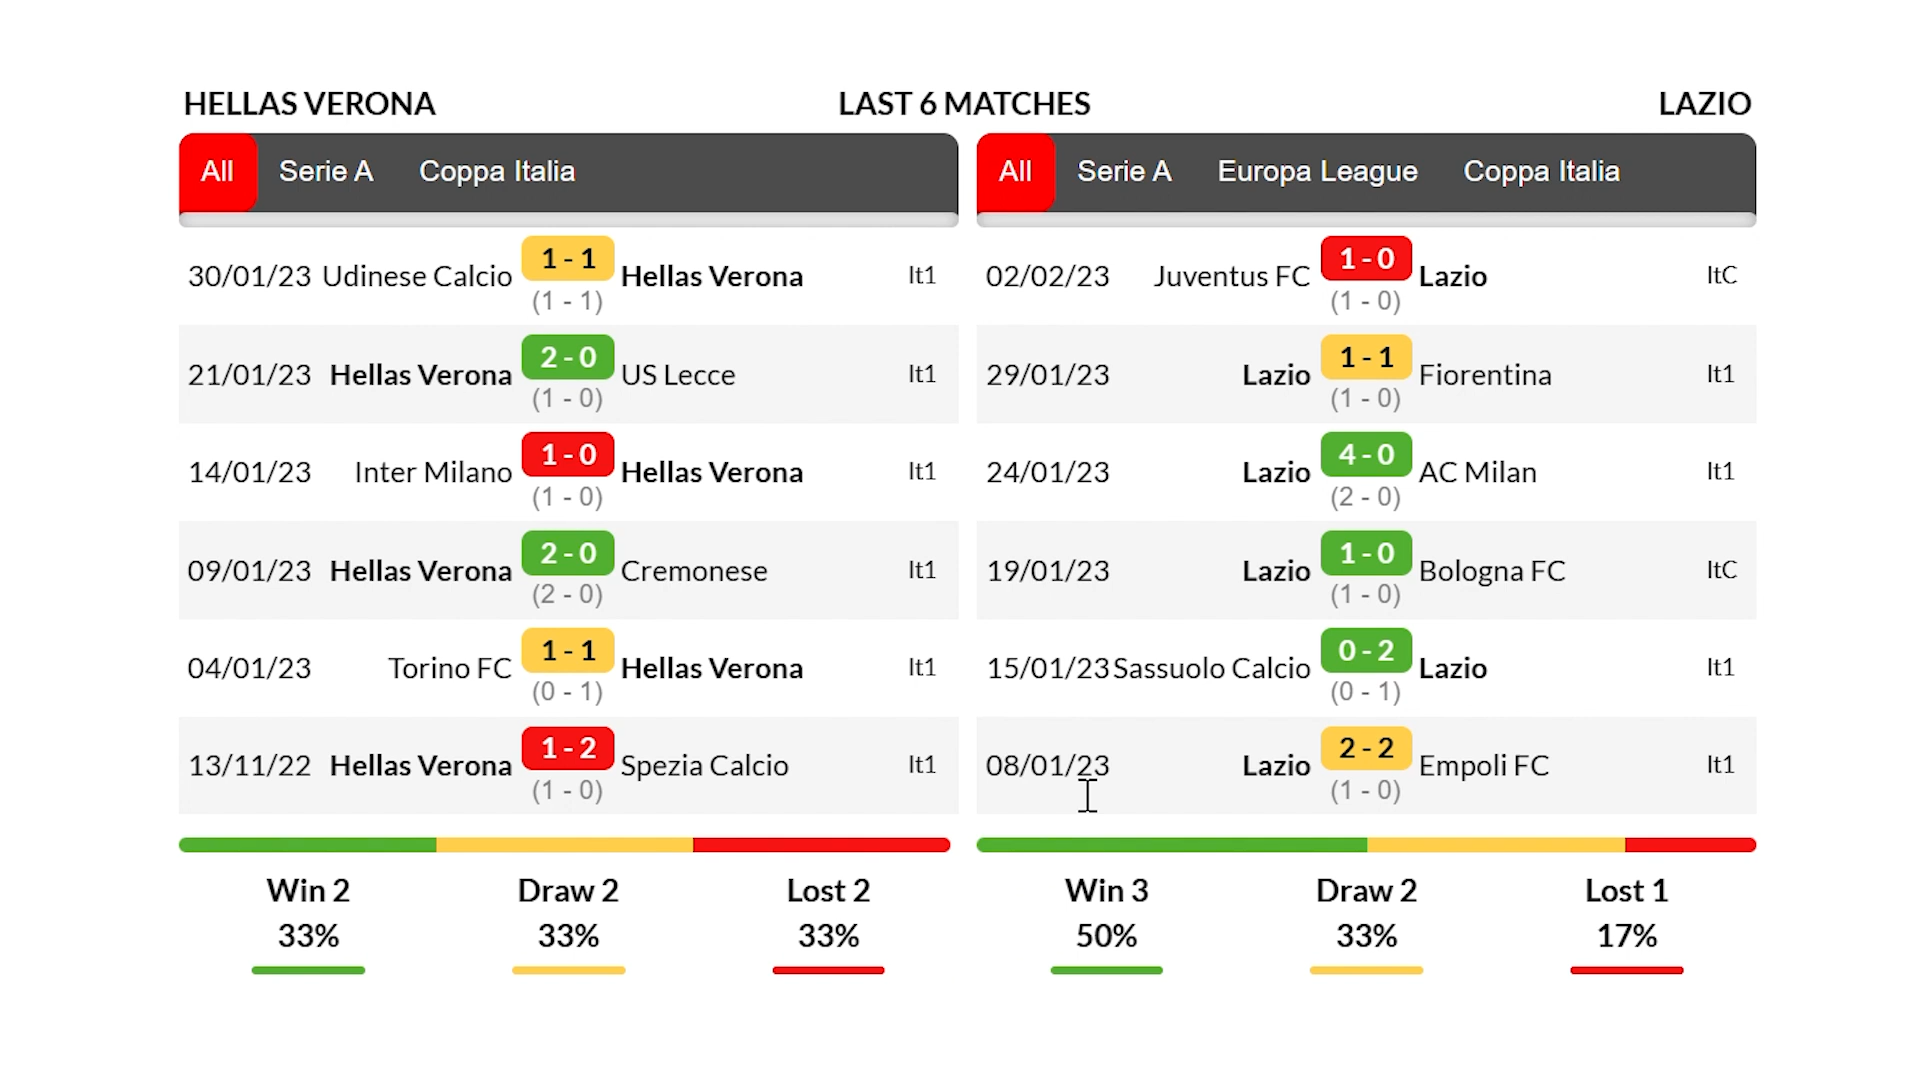 HELLAS VERONA LAST 6 MATCHES LAZIO
All Serie A Coppa Italia
30/01/23 Udinese Calcio 1 - 1 Hellas Verona It1
(1 - 1)
21/01/23 Hellas Verona 2 - 0 US Lecce It1
(1 - 0)
14/01/23 Inter Milano 1 - 0 Hellas Verona It1
(1 - 0)
09/01/23 Hellas Verona 2 - 0 Cremonese It1
(2 - 0)
04/01/23 Torino FC 1 - 1 Hellas Verona It1
(0 - 1)
13/11/22 Hellas Verona 1 - 2 Spezia Calcio It1
(1 - 0)
Win 2 Draw 2 Lost 2
33% 33% 33%
All Serie A Europa League Coppa Italia
02/02/23 Juventus FC 1 - 0 Lazio ItC
(1 - 0)
29/01/23 Lazio 1 - 1 Fiorentina It1
(1 - 0)
24/01/23 Lazio 4 - 0 AC Milan It1
(2 - 0)
19/01/23 Lazio 1 - 0 Bologna FC ItC
(1 - 0)
15/01/23 Sassuolo Calcio 0 - 2 Lazio It1
(0 - 1)
08/01/23 Lazio 2 - 2 Empoli FC It1
(1 - 0)
Win 3 Draw 2 Lost 1
50% 33% 17%